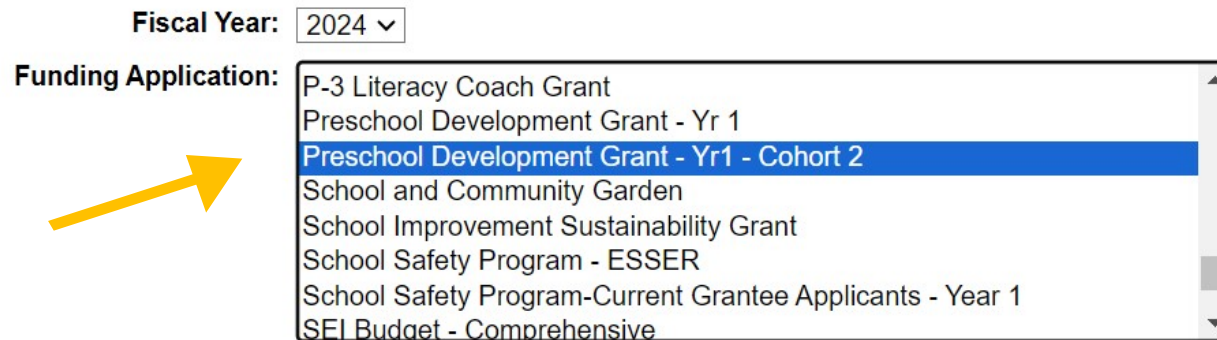 Fiscal Year: 2024
Funding Application:
P-3 Literacy Coach Grant
Preschool Development Grant - Yr 1
Preschool Development Grant - Yr1 - Cohort 2
School and Community Garden
School Improvement Sustainability Grant
School Safety Program - ESSER
School Safety Program-Current Grantee Applicants - Year 1
SEI Budget - Comprehensive